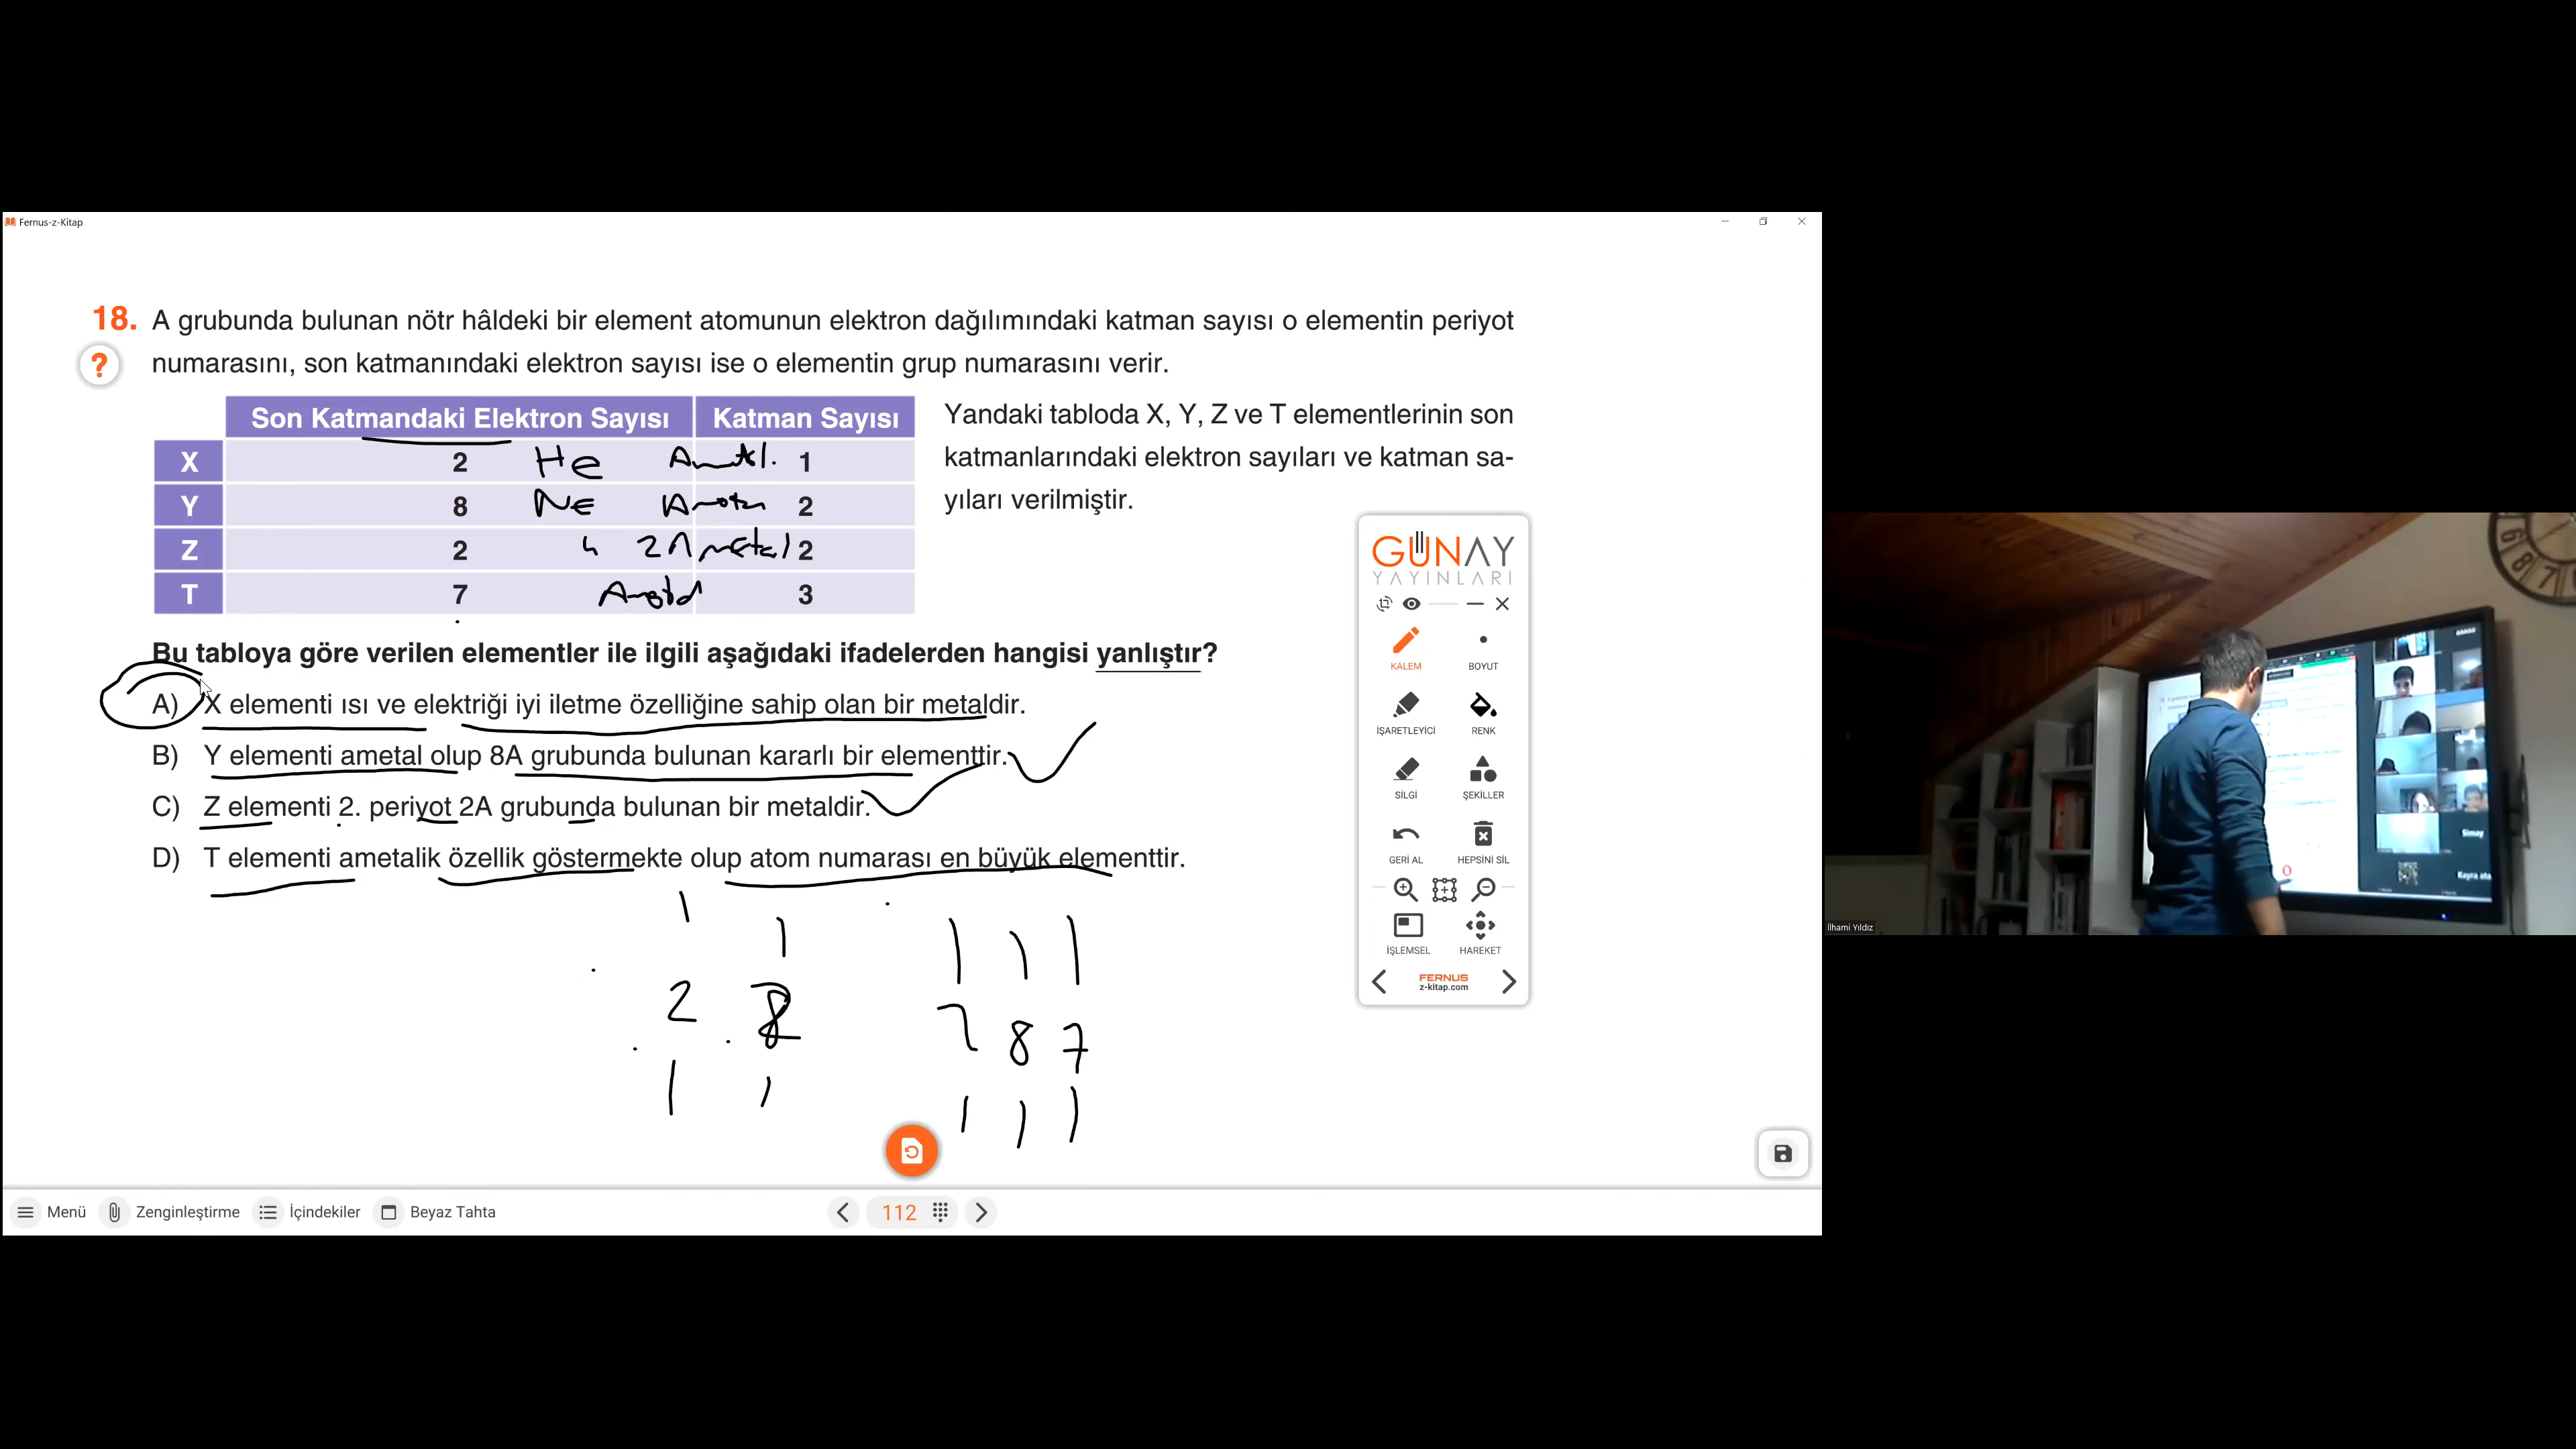 Fernus-z-Kitap
18. A grubunda bulunan nötr hâldeki bir element atomunun elektron dağılımındaki katman sayısı o elementin periyot
? numarasını, son katmanındaki elektron sayısı ise o elementin grup numarasını verir.
Son Katmandaki Elektron Sayısı Katman Sayısı
X 2 He 1
Y 8 Ne 2
Z 2 4 2A metal 2
T 7 3
Yandaki tabloda X, Y, Z ve T elementlerinin son
katmanlarındaki elektron sayıları ve katman sa-
yıları verilmiştir.
Bu tabloya göre verilen elementler ile ilgili aşağıdaki ifadelerden hangisi yanlıştır?
A) X elementi ısı ve elektriği iyi iletme özelliğine sahip olan bir metaldir.
B) Y elementi ametal olup 8A grubunda bulunan kararlı bir elementtir.
C) Z elementi 2. periyot 2A grubunda bulunan bir metaldir.
D) T elementi ametalik özellik göstermekte olup atom numarası en büyük elementtir.
2 8 2 8 7
GÜNAY
YAYINLARI
KALEM BOYUT
İŞARETLEYİCİ RENK
SİLGİ ŞEKİLLER
GERİ AL HEPSİNİ SİL
İŞLEMSEL HAREKET
FERNUS
z-kitap.com
Menü Zenginleştirme İçindekiler Beyaz Tahta 112
Simay
İlhami Yıldız